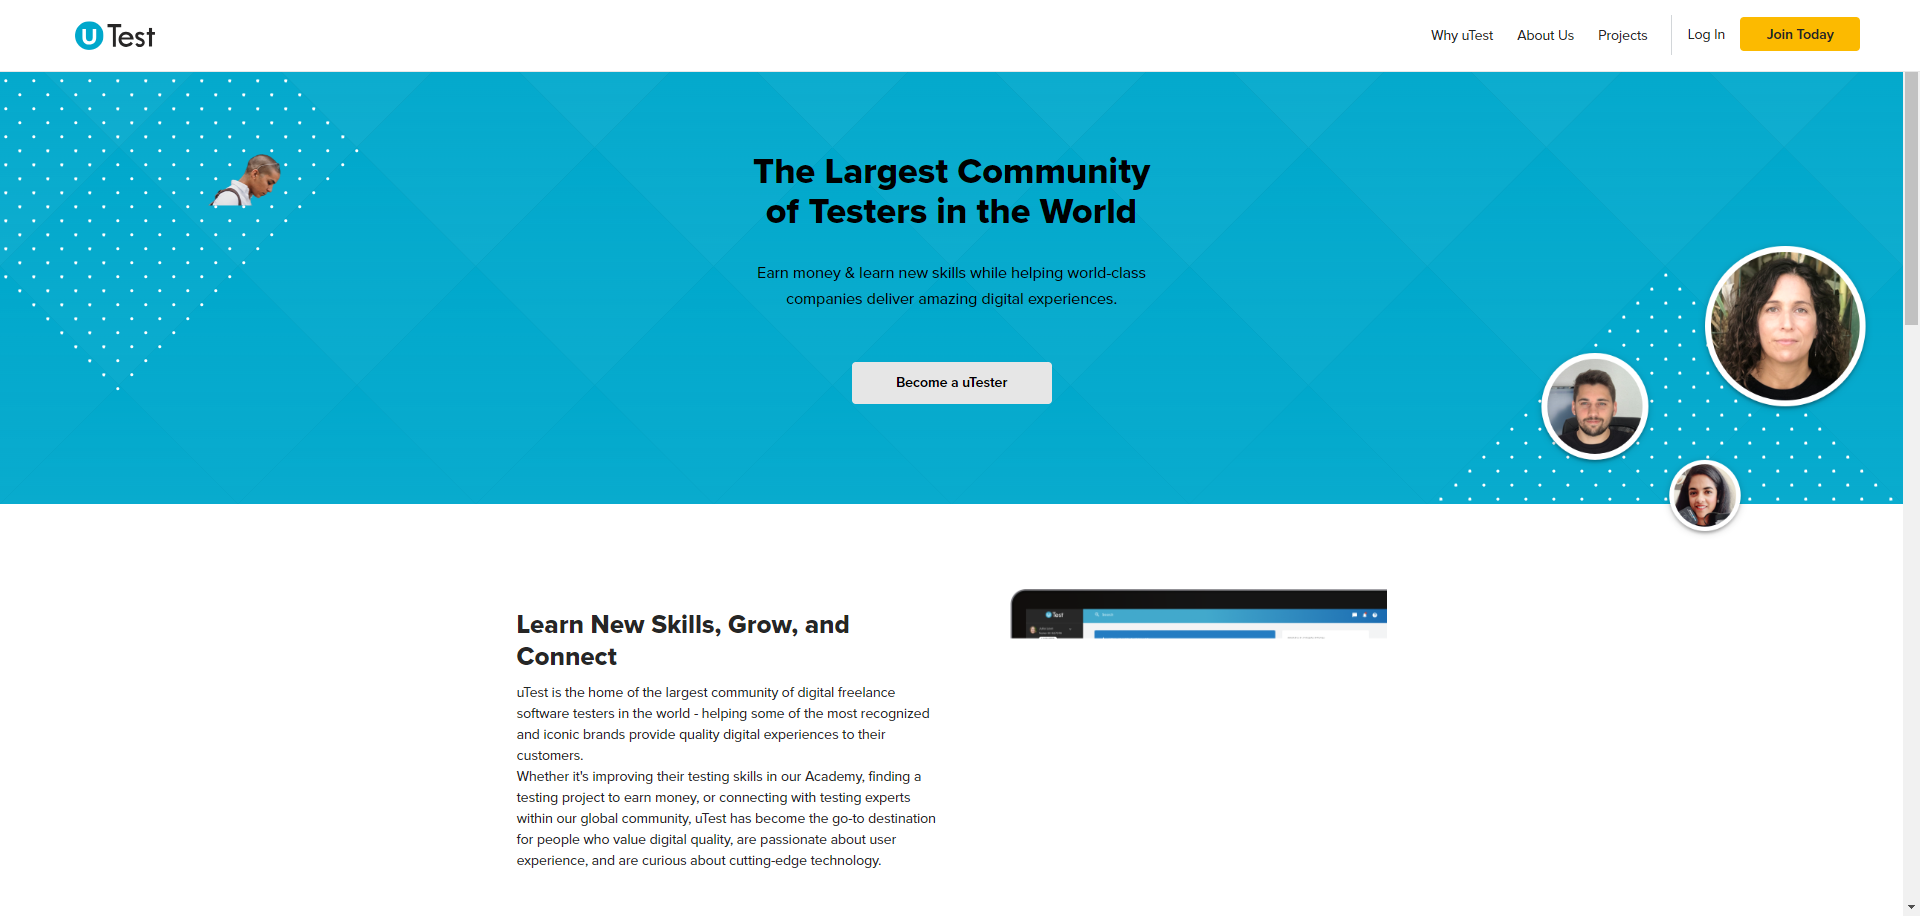 uTest
Why uTest
About Us
Projects
Log In
Join Today
The Largest Community
of Testers in the World
Earn money & learn new skills while helping world-class
companies deliver amazing digital experiences.
Become a uTester
Learn New Skills, Grow, and
Connect
uTest is the home of the largest community of digital freelance
software testers in the world - helping some of the most recognized
and iconic brands provide quality digital experiences to their
customers.
Whether it's improving their testing skills in our Academy, finding a
testing project to earn money, or connecting with testing experts
within our global community, uTest has become the go-to destination
for people who value digital quality, are passionate about user
experience, and are curious about cutting-edge technology.
uTest